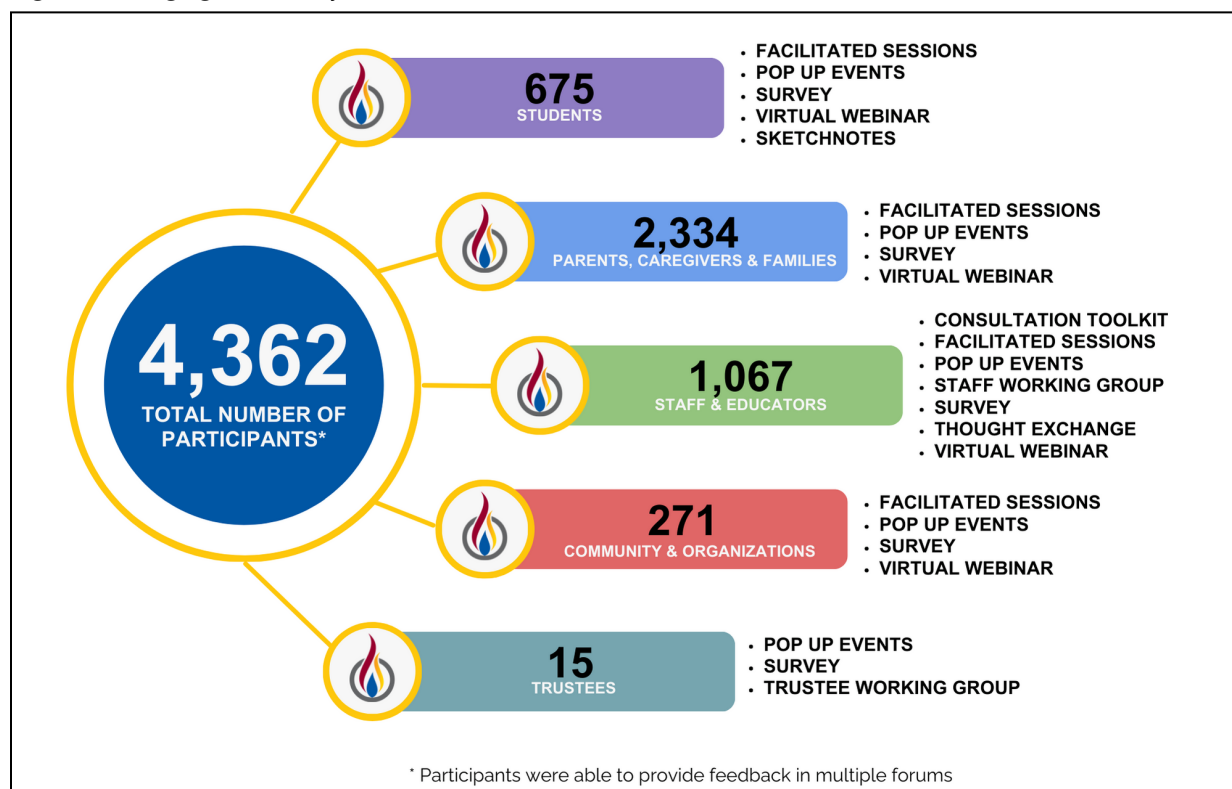 675
STUDENTS
• FACILITATED SESSIONS
• POP UP EVENTS
• SURVEY
• VIRTUAL WEBINAR
• SKETCHNOTES
2,334
PARENTS, CAREGIVERS & FAMILIES
• FACILITATED SESSIONS
• POP UP EVENTS
• SURVEY
• VIRTUAL WEBINAR
4,362
TOTAL NUMBER OF
PARTICIPANTS*
1,067
STAFF & EDUCATORS
• CONSULTATION TOOLKIT
• FACILITATED SESSIONS
• POP UP EVENTS
• STAFF WORKING GROUP
• SURVEY
• THOUGHT EXCHANGE
• VIRTUAL WEBINAR
271
COMMUNITY & ORGANIZATIONS
• FACILITATED SESSIONS
• POP UP EVENTS
• SURVEY
• VIRTUAL WEBINAR
15
TRUSTEES
• POP UP EVENTS
• SURVEY
• TRUSTEE WORKING GROUP
* Participants were able to provide feedback in multiple forums